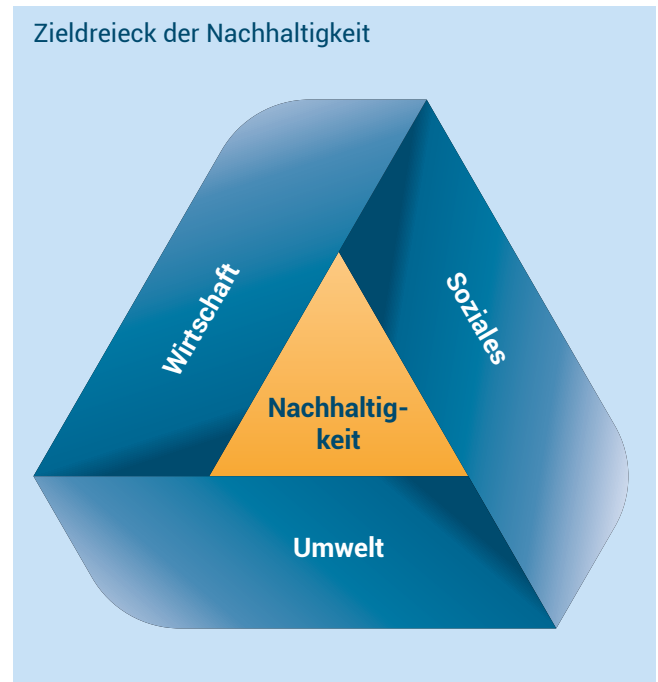 Zieldreieck der Nachhaltigkeit
Wirtschaft
Soziales
Nachhaltig-
keit
Umwelt